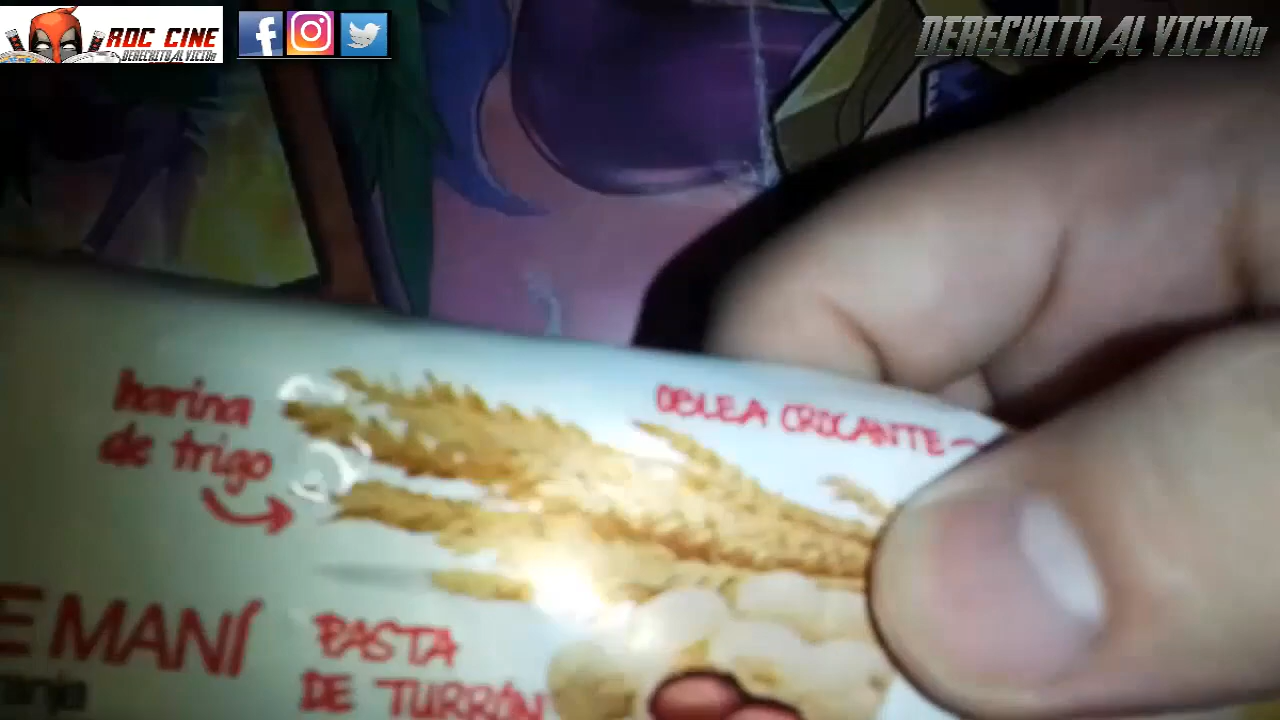 ROC CINE
DERECHITO AL VICIO!!
DERECHITO AL VICIO!!
harina
de trigo
OBLEA CROCANTE
E MANÍ
PASTA
DE TURRÓN